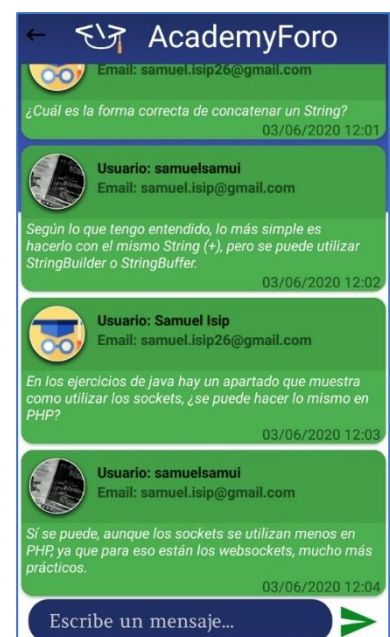 AcademyForo
Email: samuel.isip26@gmail.com
¿Cuál es la forma correcta de concatenar un String?
03/06/2020 12:01
Usuario: samuelsamui
Email: samuel.isip@gmail.com
Según lo que tengo entendido, lo más simple es
hacerlo con el mismo String (+), pero se puede utilizar
StringBuilder o StringBuffer.
03/06/2020 12:02
Usuario: Samuel Isip
Email: samuel.isip26@gmail.com
En los ejercicios de java hay un apartado que muestra
como utilizar los sockets, ¿se puede hacer lo mismo en
PHP?
03/06/2020 12:03
Usuario: samuelsamui
Email: samuel.isip@gmail.com
Sí se puede, aunque los sockets se utilizan menos en
PHP, ya que para eso están los websockets, mucho más
prácticos.
03/06/2020 12:04
Escribe un mensaje...